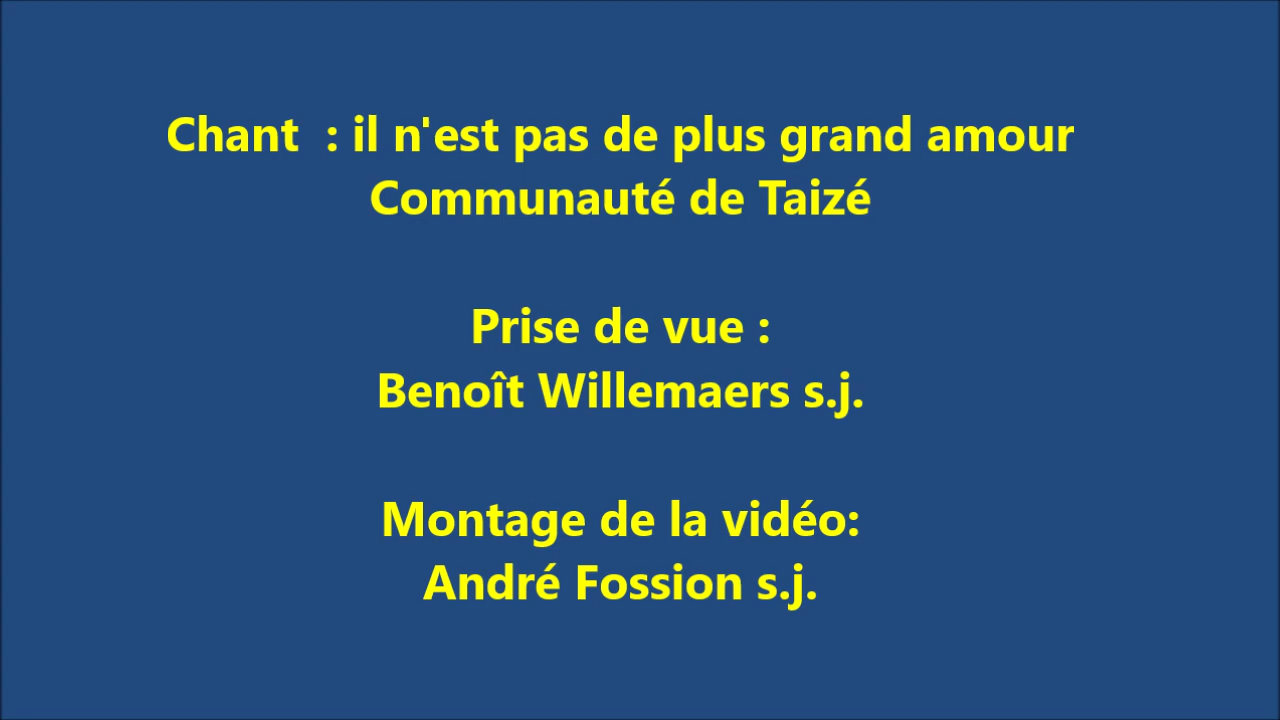 Chant  : il n'est pas de plus grand amour
Communauté de Taizé
Prise de vue :
Benoît Willemaers s.j.
Montage de la vidéo:
André Fossion s.j.